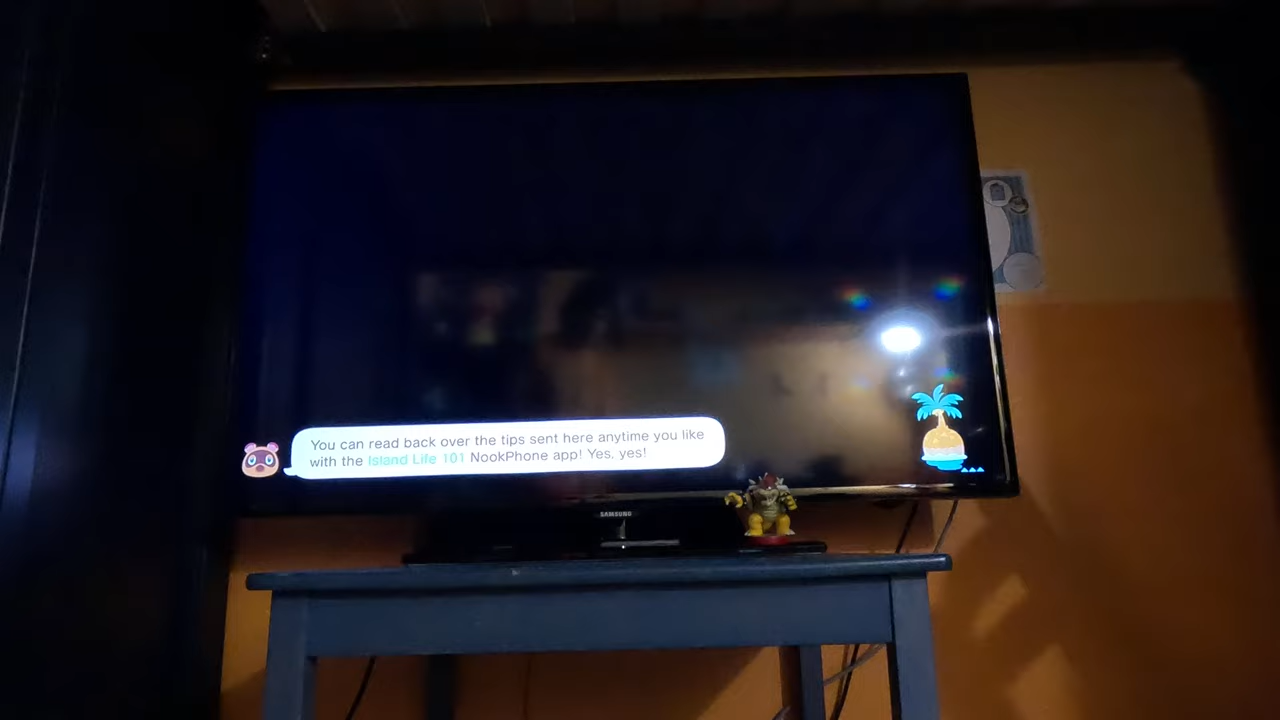 You can read back over the tips sent here anytime you like
with the Island Life 101 NookPhone app! Yes, yes!
SAMSUNG